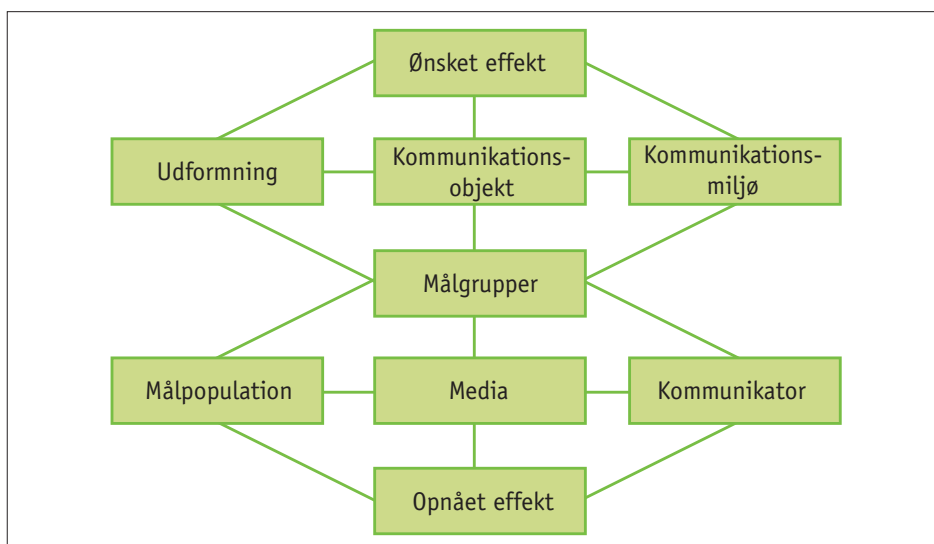 Ønsket effekt
Udformning
Kommunikations-
objekt
Kommunikations-
miljø
Målgrupper
Målpopulation
Media
Kommunikator
Opnået effekt